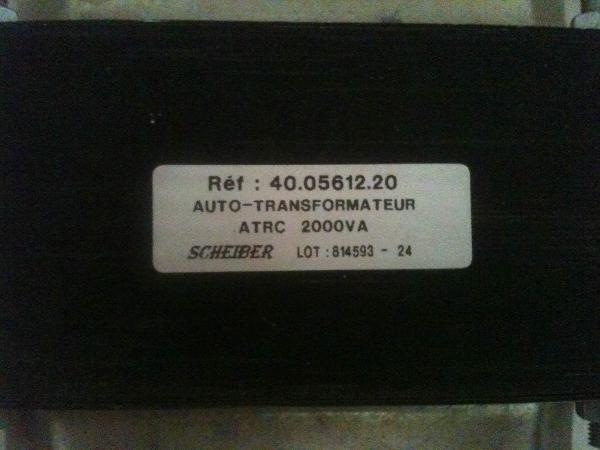 Réf : 40.05612.20
AUTO-TRANSFORMATEUR
ATRC 2000VA
SCHEIBER LOT : 814593 - 24